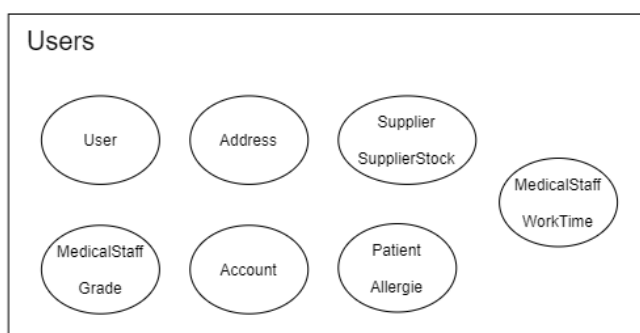 Users
User
Address
Supplier
SupplierStock
MedicalStaff
WorkTime
MedicalStaff
Grade
Account
Patient
Allergie